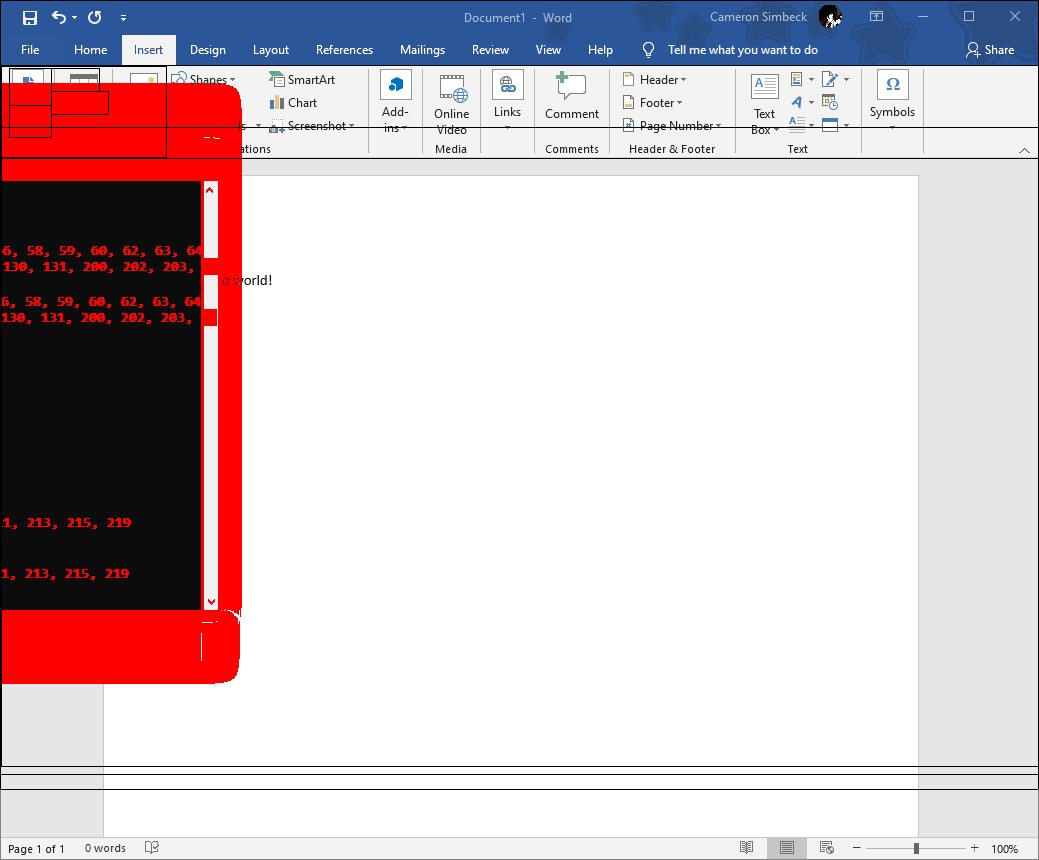 Document1 - Word
Cameron Simbeck
File Home Insert Design Layout References Mailings Review View Help Tell me what you want to do Share
Shapes
SmartArt
Chart
Screenshot
Add-
ins
Online
Video
Media
Links
Comment
Comments
Header
Footer
Page Number
Header & Footer
Text
Box
Text
Symbols
58, 59, 60, 62, 63, 64
130, 131, 200, 202, 203,
world!
58, 59, 60, 62, 63, 64
130, 131, 200, 202, 203,
1, 213, 215, 219
1, 213, 215, 219
Page 1 of 1 0 words
100%